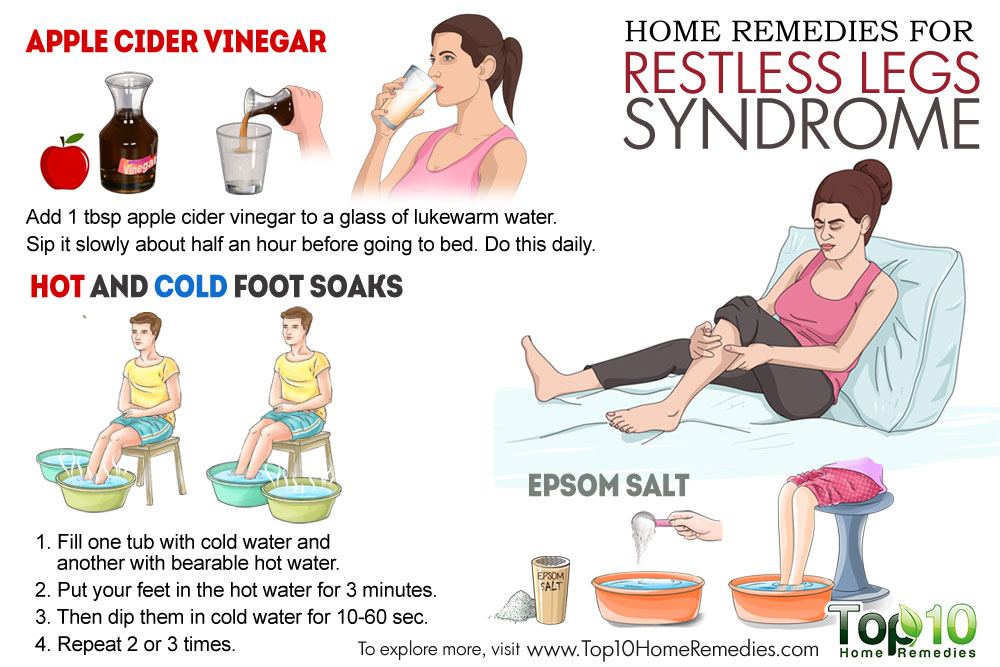 APPLE CIDER VINEGAR
HOME REMEDIES FOR
RESTLESS LEGS
SYNDROME
Vinegar
Add 1 tbsp apple cider vinegar to a glass of lukewarm water.
Sip it slowly about half an hour before going to bed. Do this daily.
HOT AND COLD FOOT SOAKS
1. Fill one tub with cold water and
another with bearable hot water.
2. Put your feet in the hot water for 3 minutes.
3. Then dip them in cold water for 10-60 sec.
4. Repeat 2 or 3 times.
EPSOM SALT
EPSOM
SALT
To explore more, visit www.Top10HomeRemedies.com
Top10
Home Remedies